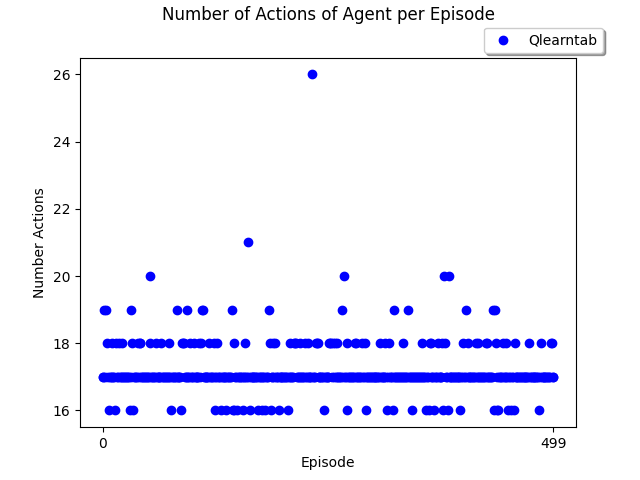 Number of Actions of Agent per Episode
Qlearntab
26
24
22
20
18
16
Number Actions
0
499
Episode